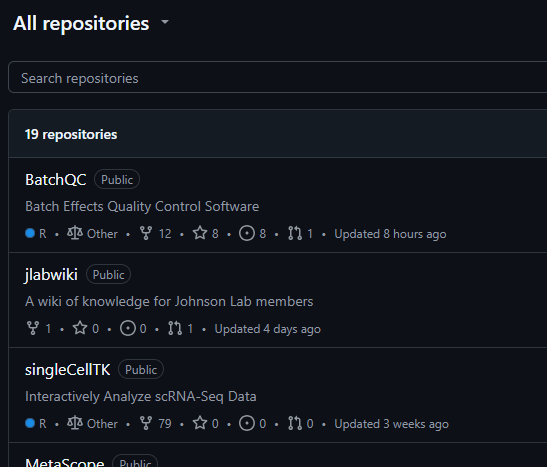 All repositories
Search repositories
19 repositories
BatchQC Public
Batch Effects Quality Control Software
R • Other • 12 • 8 • 8 • 1 • Updated 8 hours ago
jlabwiki Public
A wiki of knowledge for Johnson Lab members
1 • 0 • 0 • 1 • Updated 4 days ago
singleCellTK Public
Interactively Analyze scRNA-Seq Data
R • Other • 79 • 0 • 0 • 0 • Updated 3 weeks ago
MetaScope Public